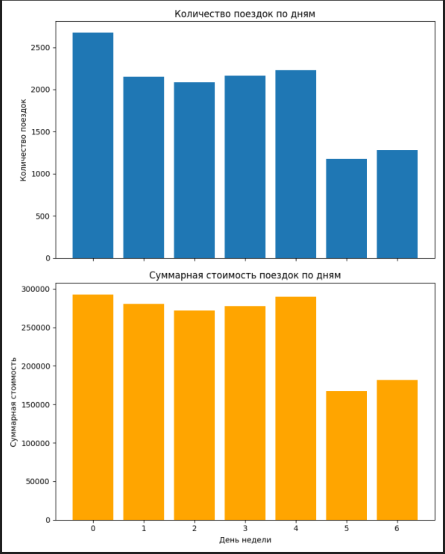 Количество поездок по дням
2500
2000
1500
1000
500
0
Количество поездок
Суммарная стоимость поездок по дням
300000
250000
200000
150000
100000
50000
0
Суммарная стоимость
0 1 2 3 4 5 6
День недели